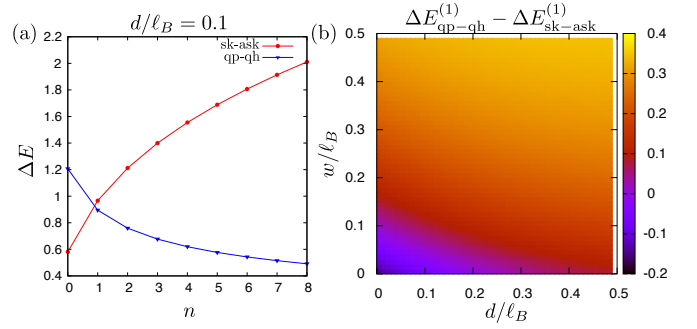 (a)
d/ℓ_B = 0.1
sk-ask
qp-qh
2.2
2
1.8
1.6
1.4
1.2
1
0.8
0.6
0.4
ΔE
0 1 2 3 4 5 6 7 8
n
(b)
ΔE^{(1)}_{qp−qh} − ΔE^{(1)}_{sk−ask}
0.5
0.4
0.3
0.2
0.1
0
w/ℓ_B
0.0 0.1 0.2 0.3 0.4 0.5
d/ℓ_B
0.4
0.3
0.2
0.1
0
-0.1
-0.2